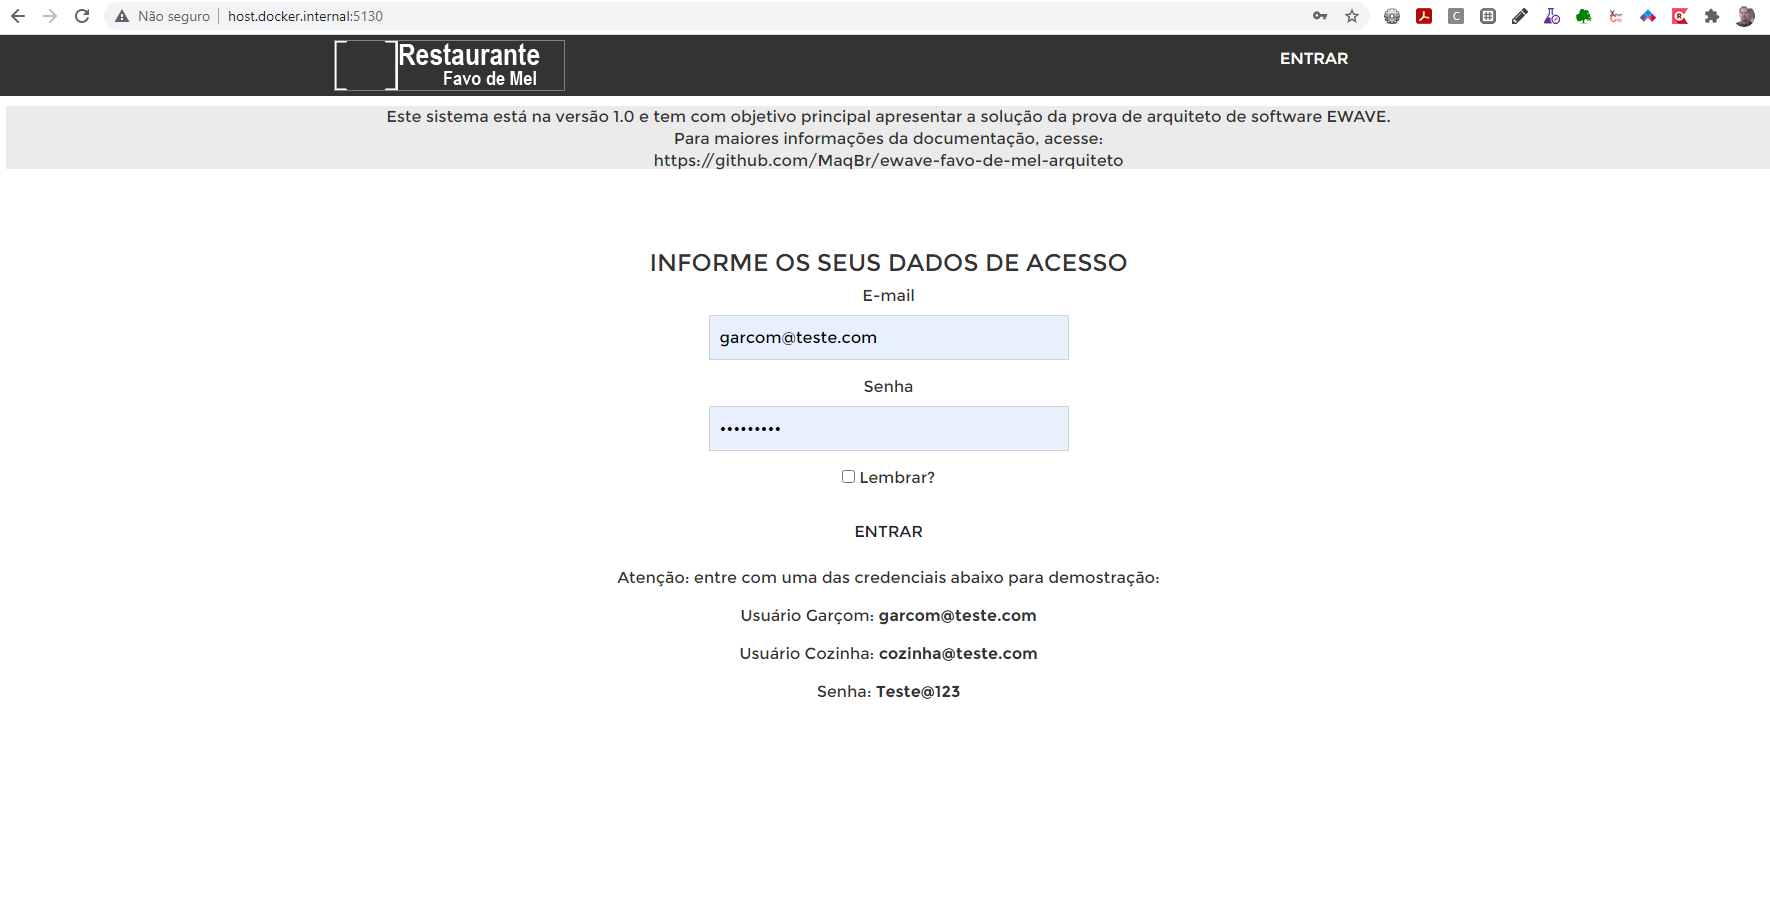 Não seguro | host.docker.internal:5130
Restaurante
Favo de Mel
ENTRAR
Este sistema está na versão 1.0 e tem com objetivo principal apresentar a solução da prova de arquiteto de software EWAVE.
Para maiores informações da documentação, acesse:
https://github.com/MaqBr/ewave-favo-de-mel-arquiteto
INFORME OS SEUS DADOS DE ACESSO
E-mail
garcom@teste.com
Senha
•••••••••
Lembrar?
ENTRAR
Atenção: entre com uma das credenciais abaixo para demostração:
Usuário Garçom: garcom@teste.com
Usuário Cozinha: cozinha@teste.com
Senha: Teste@123